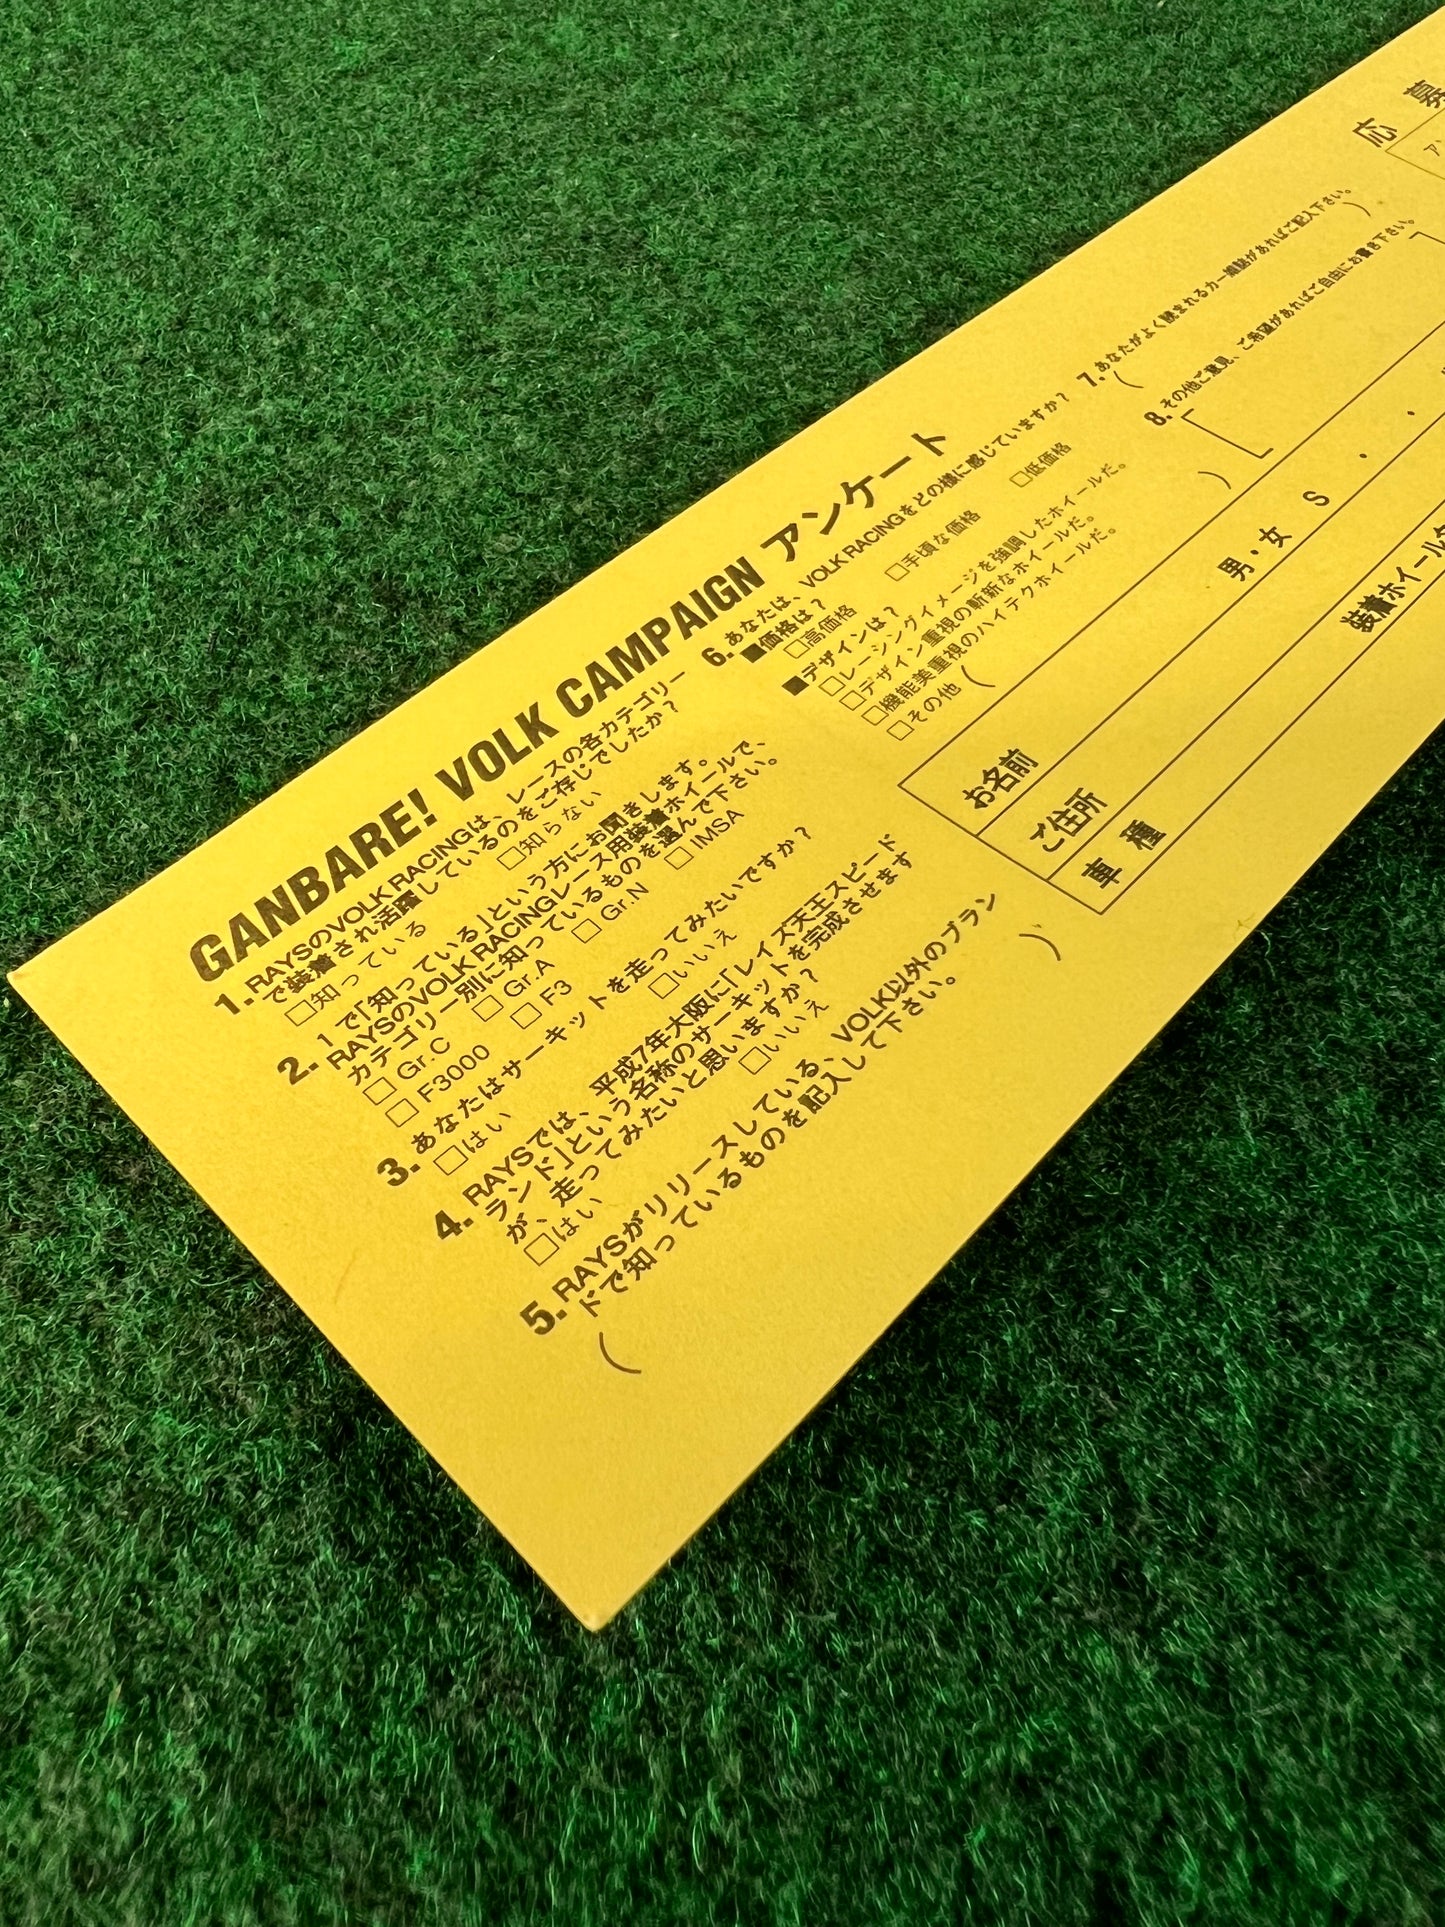 GANBARE! VOLK CAMPAIGN アンケート
1. RAYSのVOLK RACINGは、レースの各カテゴリー
で装着され活躍しているのをご存じでしたか?
□知っている □知らない
2. 1で「知っている」という方にお聞きします。
RAYSのVOLK RACINGレース用装着ホイールで、
カテゴリー別に知っているものを選んで下さい。
□ Gr.C □ Gr.A □ Gr.N □ IMSA
□ F3000 □ F3
3. あなたはサーキットを走ってみたいですか?
□はい □いいえ
4. RAYSでは、平成7年大阪に「レイズ天王スピード
ランド」という名称のサーキットを完成させます
が、走ってみたいと思いますか?
□はい □いいえ
5. RAYSがリリースしている、VOLK以外のブラン
ドで知っているものを記入して下さい。
( )
6. あなたは、VOLK RACINGをどの様に感じていますか?
■価格は?
□高価格 □手頃な価格 □低価格
■デザインは?
□レーシングイメージを強調したホイールだ。
□デザイン重視の斬新なホイールだ。
□機能美重視のハイテクホイールだ。
□その他( )
7. あなたがよく読まれるカー雑誌があればご記入下さい。
( )
8. その他ご意見、ご希望があればご自由にお書き下さい。
[ ]
応募
アン
お名前 男・女 S . .
ご住所
車種 装着ホイール